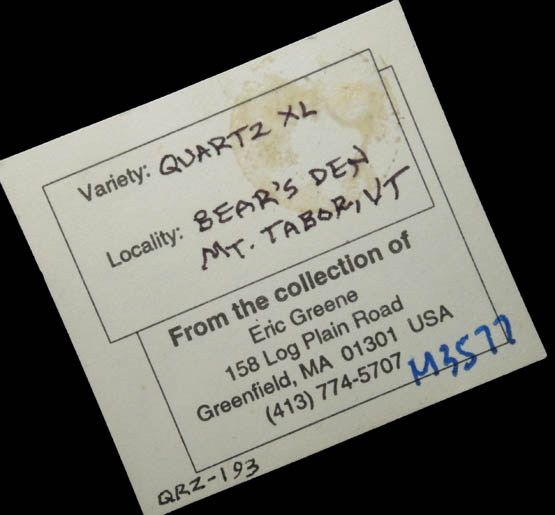 Variety: QUARTZ XL
Locality: BEAR'S DEN
MT. TABOR, VT
From the collection of
Eric Greene
158 Log Plain Road
Greenfield, MA 01301 USA
(413) 774-5707
M3577
QRZ-193